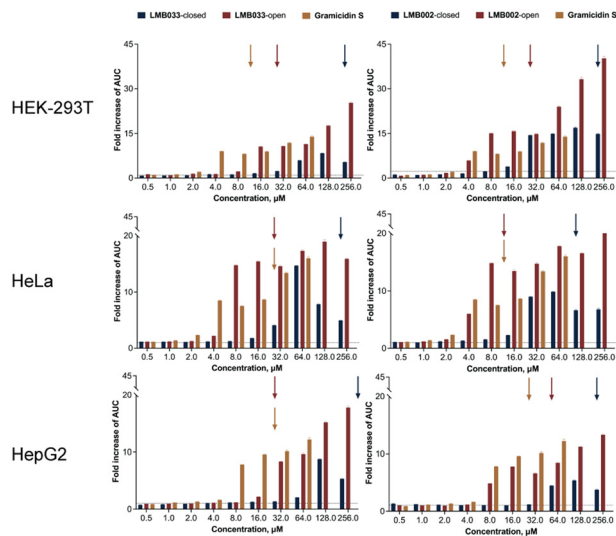 LMB033-closed LMB033-open Gramicidin S
LMB002-closed LMB002-open Gramicidin S
HEK-293T
Fold increase of AUC
45
30
15
0
0.5 1.0 2.0 4.0 8.0 16.0 32.0 64.0 128.0 256.0
Concentration, µM
Fold increase of AUC
45
30
15
0
0.5 1.0 2.0 4.0 8.0 16.0 32.0 64.0 128.0 256.0
Concentration, µM
HeLa
Fold increase of AUC
45
20
10
0
0.5 1.0 2.0 4.0 8.0 16.0 32.0 64.0 128.0 256.0
Concentration, µM
Fold increase of AUC
45
20
10
0
0.5 1.0 2.0 4.0 8.0 16.0 32.0 64.0 128.0 256.0
Concentration, µM
HepG2
Fold increase of AUC
45
20
10
0
0.5 1.0 2.0 4.0 8.0 16.0 32.0 64.0 128.0 256.0
Concentration, µM
Fold increase of AUC
45
20
10
0
0.5 1.0 2.0 4.0 8.0 16.0 32.0 64.0 128.0 256.0
Concentration, µM